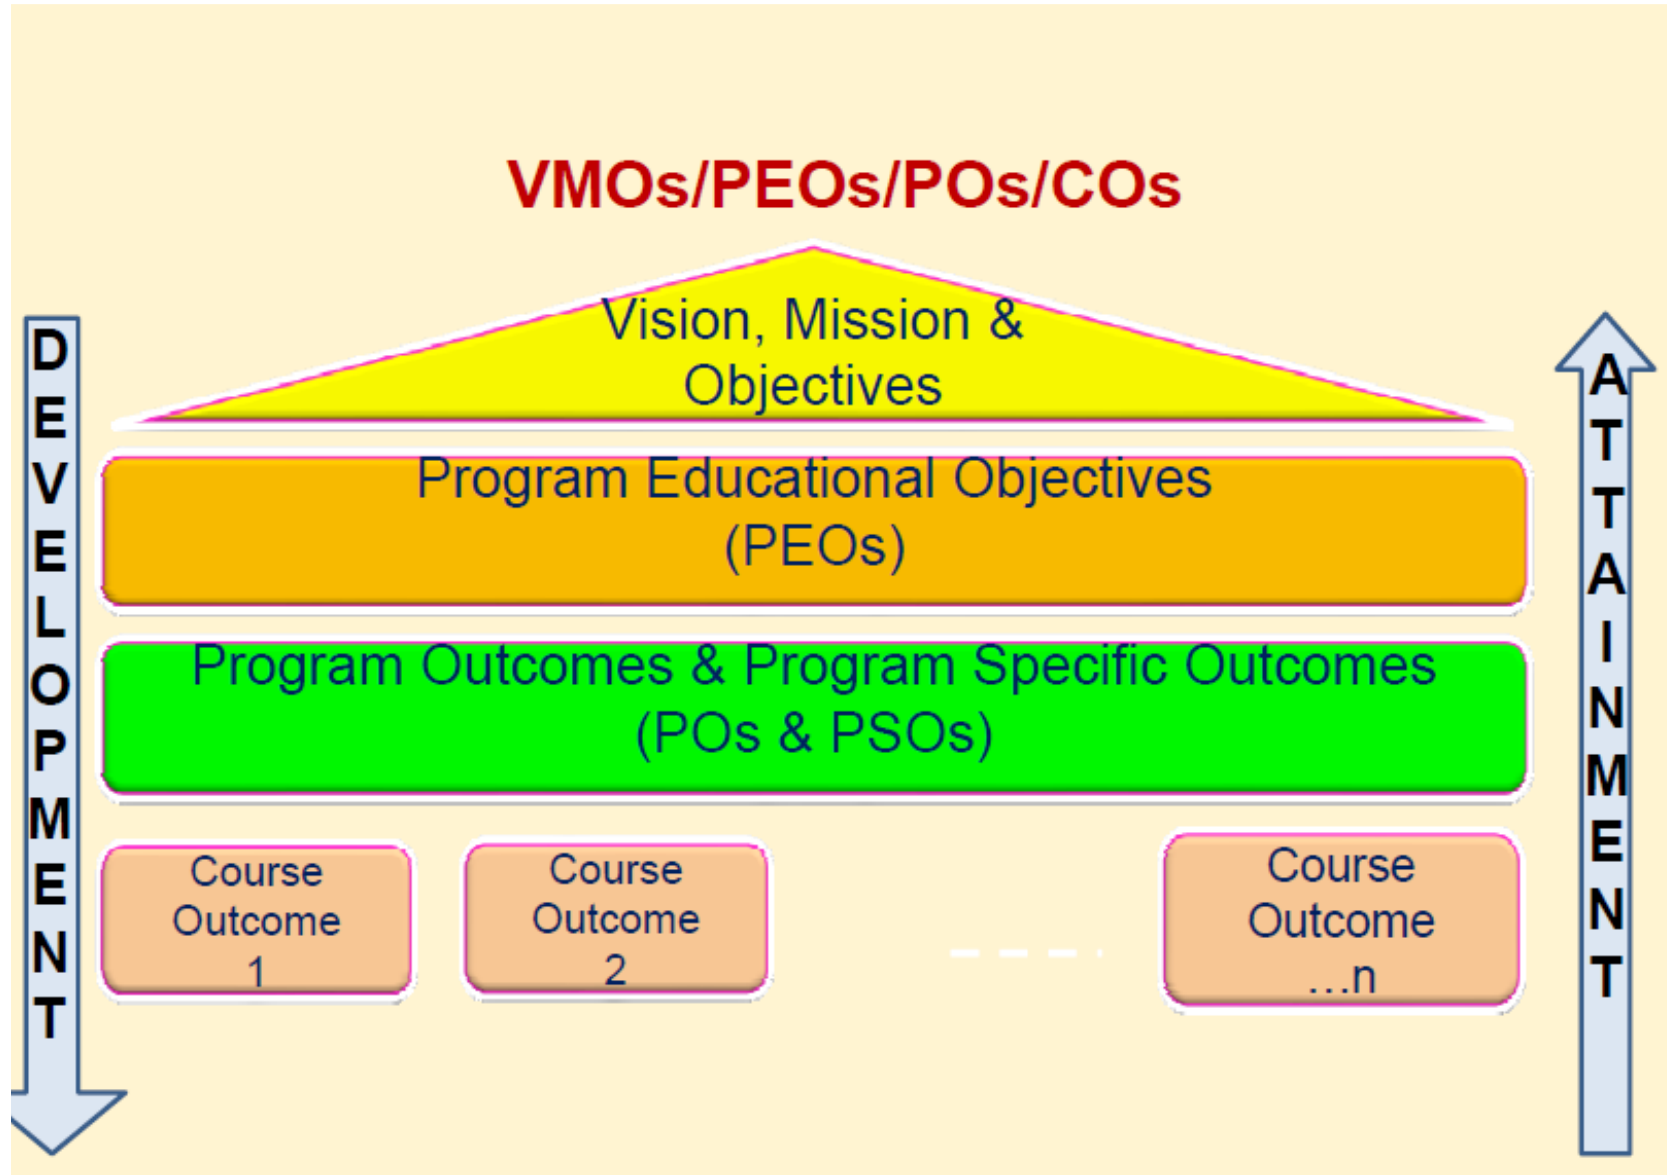 VMOs/PEOs/POs/COs
Vision, Mission &
Objectives
Program Educational Objectives
(PEOs)
Program Outcomes & Program Specific Outcomes
(POs & PSOs)
Course
Outcome
1
Course
Outcome
2
Course
Outcome
...n
DEVELOPMENT
ATTAINMENT